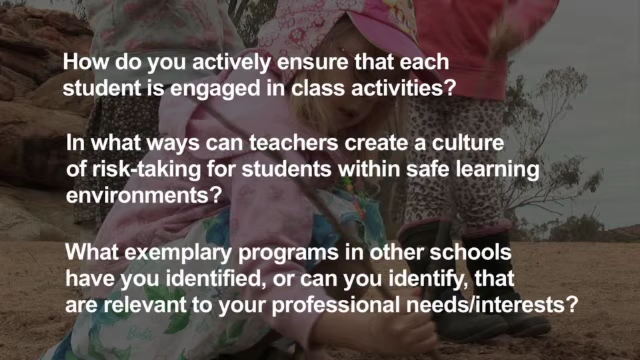 How do you actively ensure that each
student is engaged in class activities?
In what ways can teachers create a culture
of risk-taking for students within safe learning
environments?
What exemplary programs in other schools
have you identified, or can you identify, that
are relevant to your professional needs/interests?